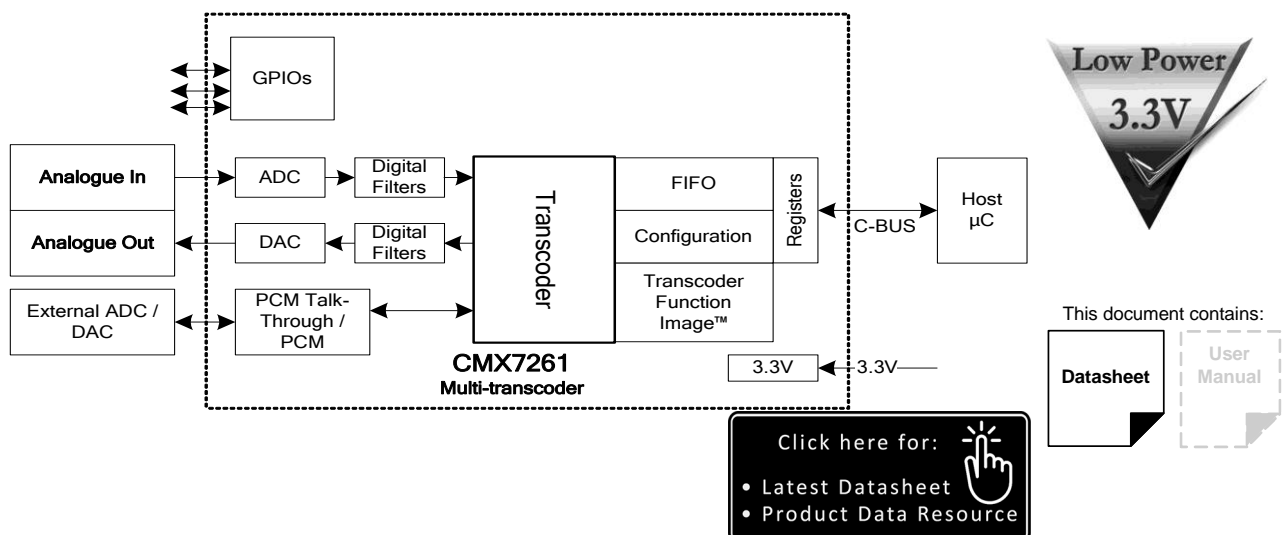 GPIOs
Analogue In
ADC
Digital
Filters
Analogue Out
DAC
Digital
Filters
External ADC /
DAC
PCM Talk-
Through /
PCM
Transcoder
FIFO
Configuration
Transcoder
Function
Image™
Registers
C-BUS
Host
µC
CMX7261
Multi-transcoder
3.3V
3.3V
Low Power
3.3V
This document contains:
Datasheet
User
Manual
Click here for:
• Latest Datasheet
• Product Data Resource